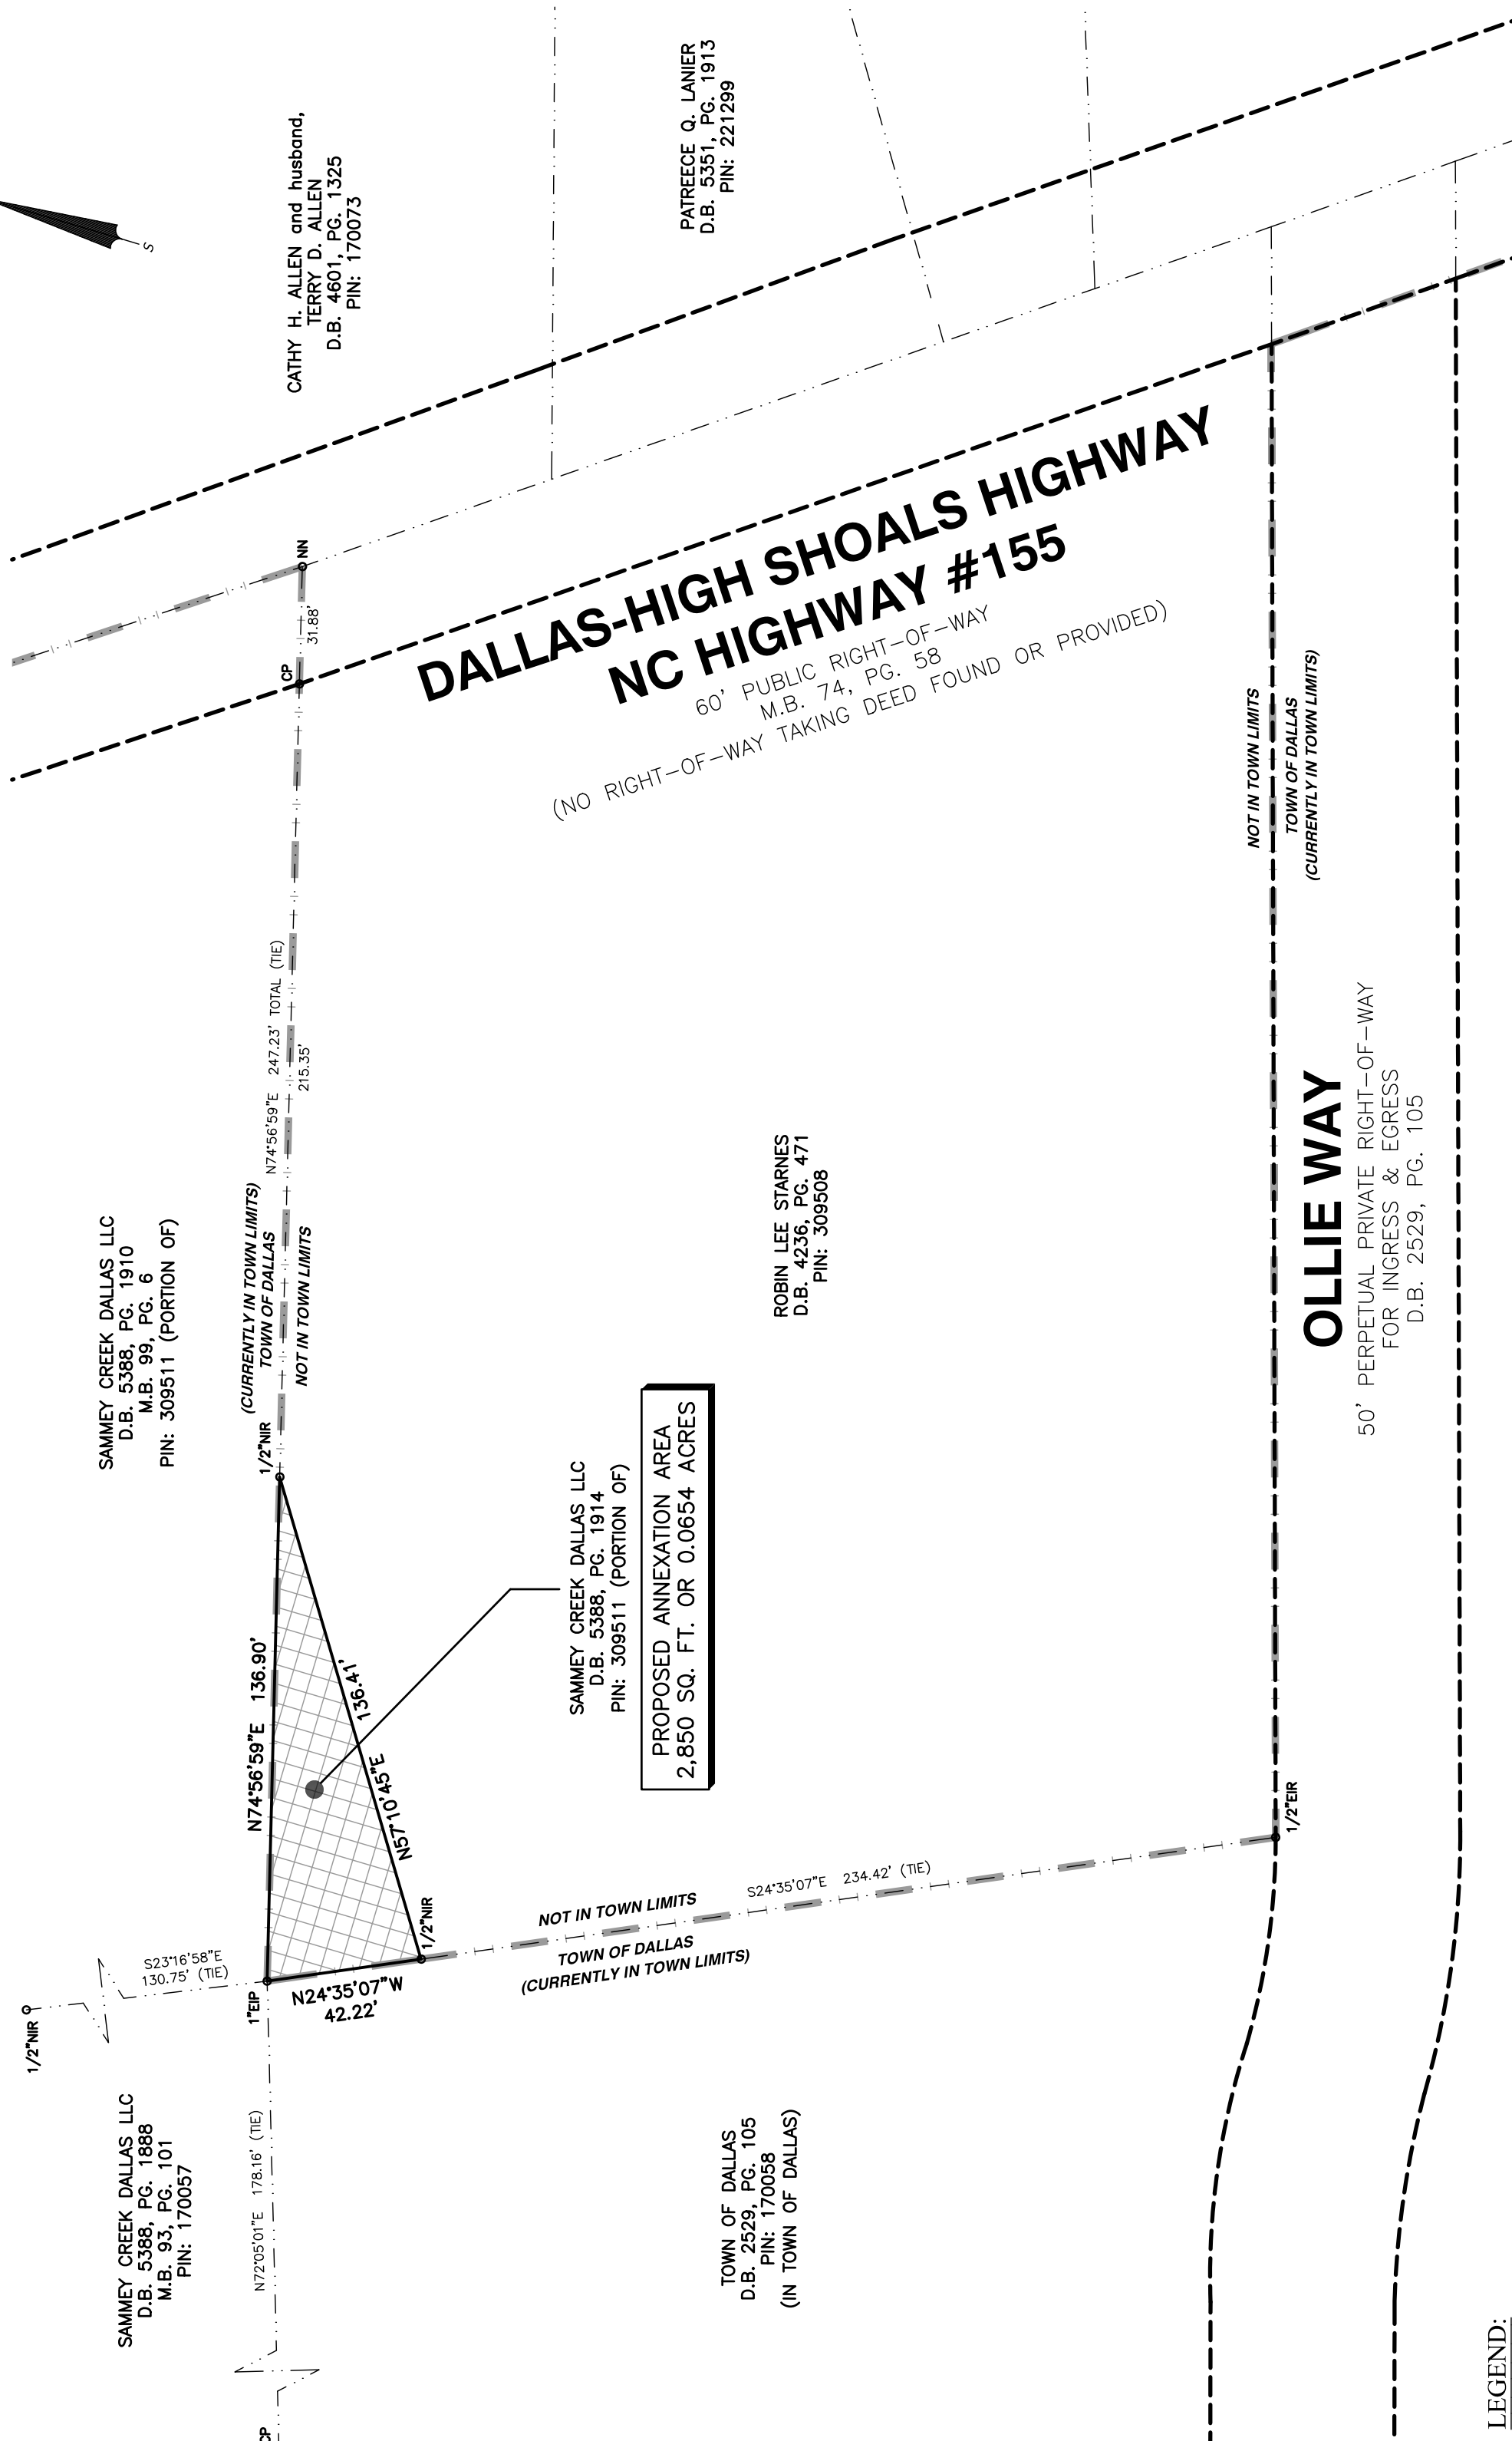 S
CATHY H. ALLEN and husband,
TERRY D. ALLEN
D.B. 4601, PG. 1325
PIN: 170073
PATREECE Q. LANIER
D.B. 5351, PG. 1913
PIN: 221299
NN
31.88'
CP
DALLAS-HIGH SHOALS HIGHWAY
NC HIGHWAY #155
60' PUBLIC RIGHT-OF-WAY
M.B. 74, PG. 58
(NO RIGHT-OF-WAY TAKING DEED FOUND OR PROVIDED)
NOT IN TOWN LIMITS
TOWN OF DALLAS
(CURRENTLY IN TOWN LIMITS)
N74°56'59"E 247.23' TOTAL (TIE)
215.35'
(CURRENTLY IN TOWN LIMITS)
TOWN OF DALLAS
NOT IN TOWN LIMITS
SAMMEY CREEK DALLAS LLC
D.B. 5388, PG. 1910
M.B. 99, PG. 6
PIN: 309511 (PORTION OF)
ROBIN LEE STARNES
D.B. 4236, PG. 471
PIN: 309508
OLLIE WAY
50' PERPETUAL PRIVATE RIGHT-OF-WAY
FOR INGRESS & EGRESS
D.B. 2529, PG. 105
1/2"NIR
SAMMEY CREEK DALLAS LLC
D.B. 5388, PG. 1914
PIN: 309511 (PORTION OF)
PROPOSED ANNEXATION AREA
2,850 SQ. FT. OR 0.0654 ACRES
N74°56'59"E 136.90'
N57°10'45"E 136.41'
1/2"NIR
1/2"EIR
S24°35'07"E 234.42' (TIE)
NOT IN TOWN LIMITS
TOWN OF DALLAS
(CURRENTLY IN TOWN LIMITS)
S23°16'58"E
130.75' (TIE)
1"EIP
N24°35'07"W
42.22'
1/2"NIR
SAMMEY CREEK DALLAS LLC
D.B. 5388, PG. 1888
M.B. 93, PG. 101
PIN: 170057
N72°05'01"E 178.16' (TIE)
TOWN OF DALLAS
D.B. 2529, PG. 105
PIN: 170058
(IN TOWN OF DALLAS)
CP
LEGEND: